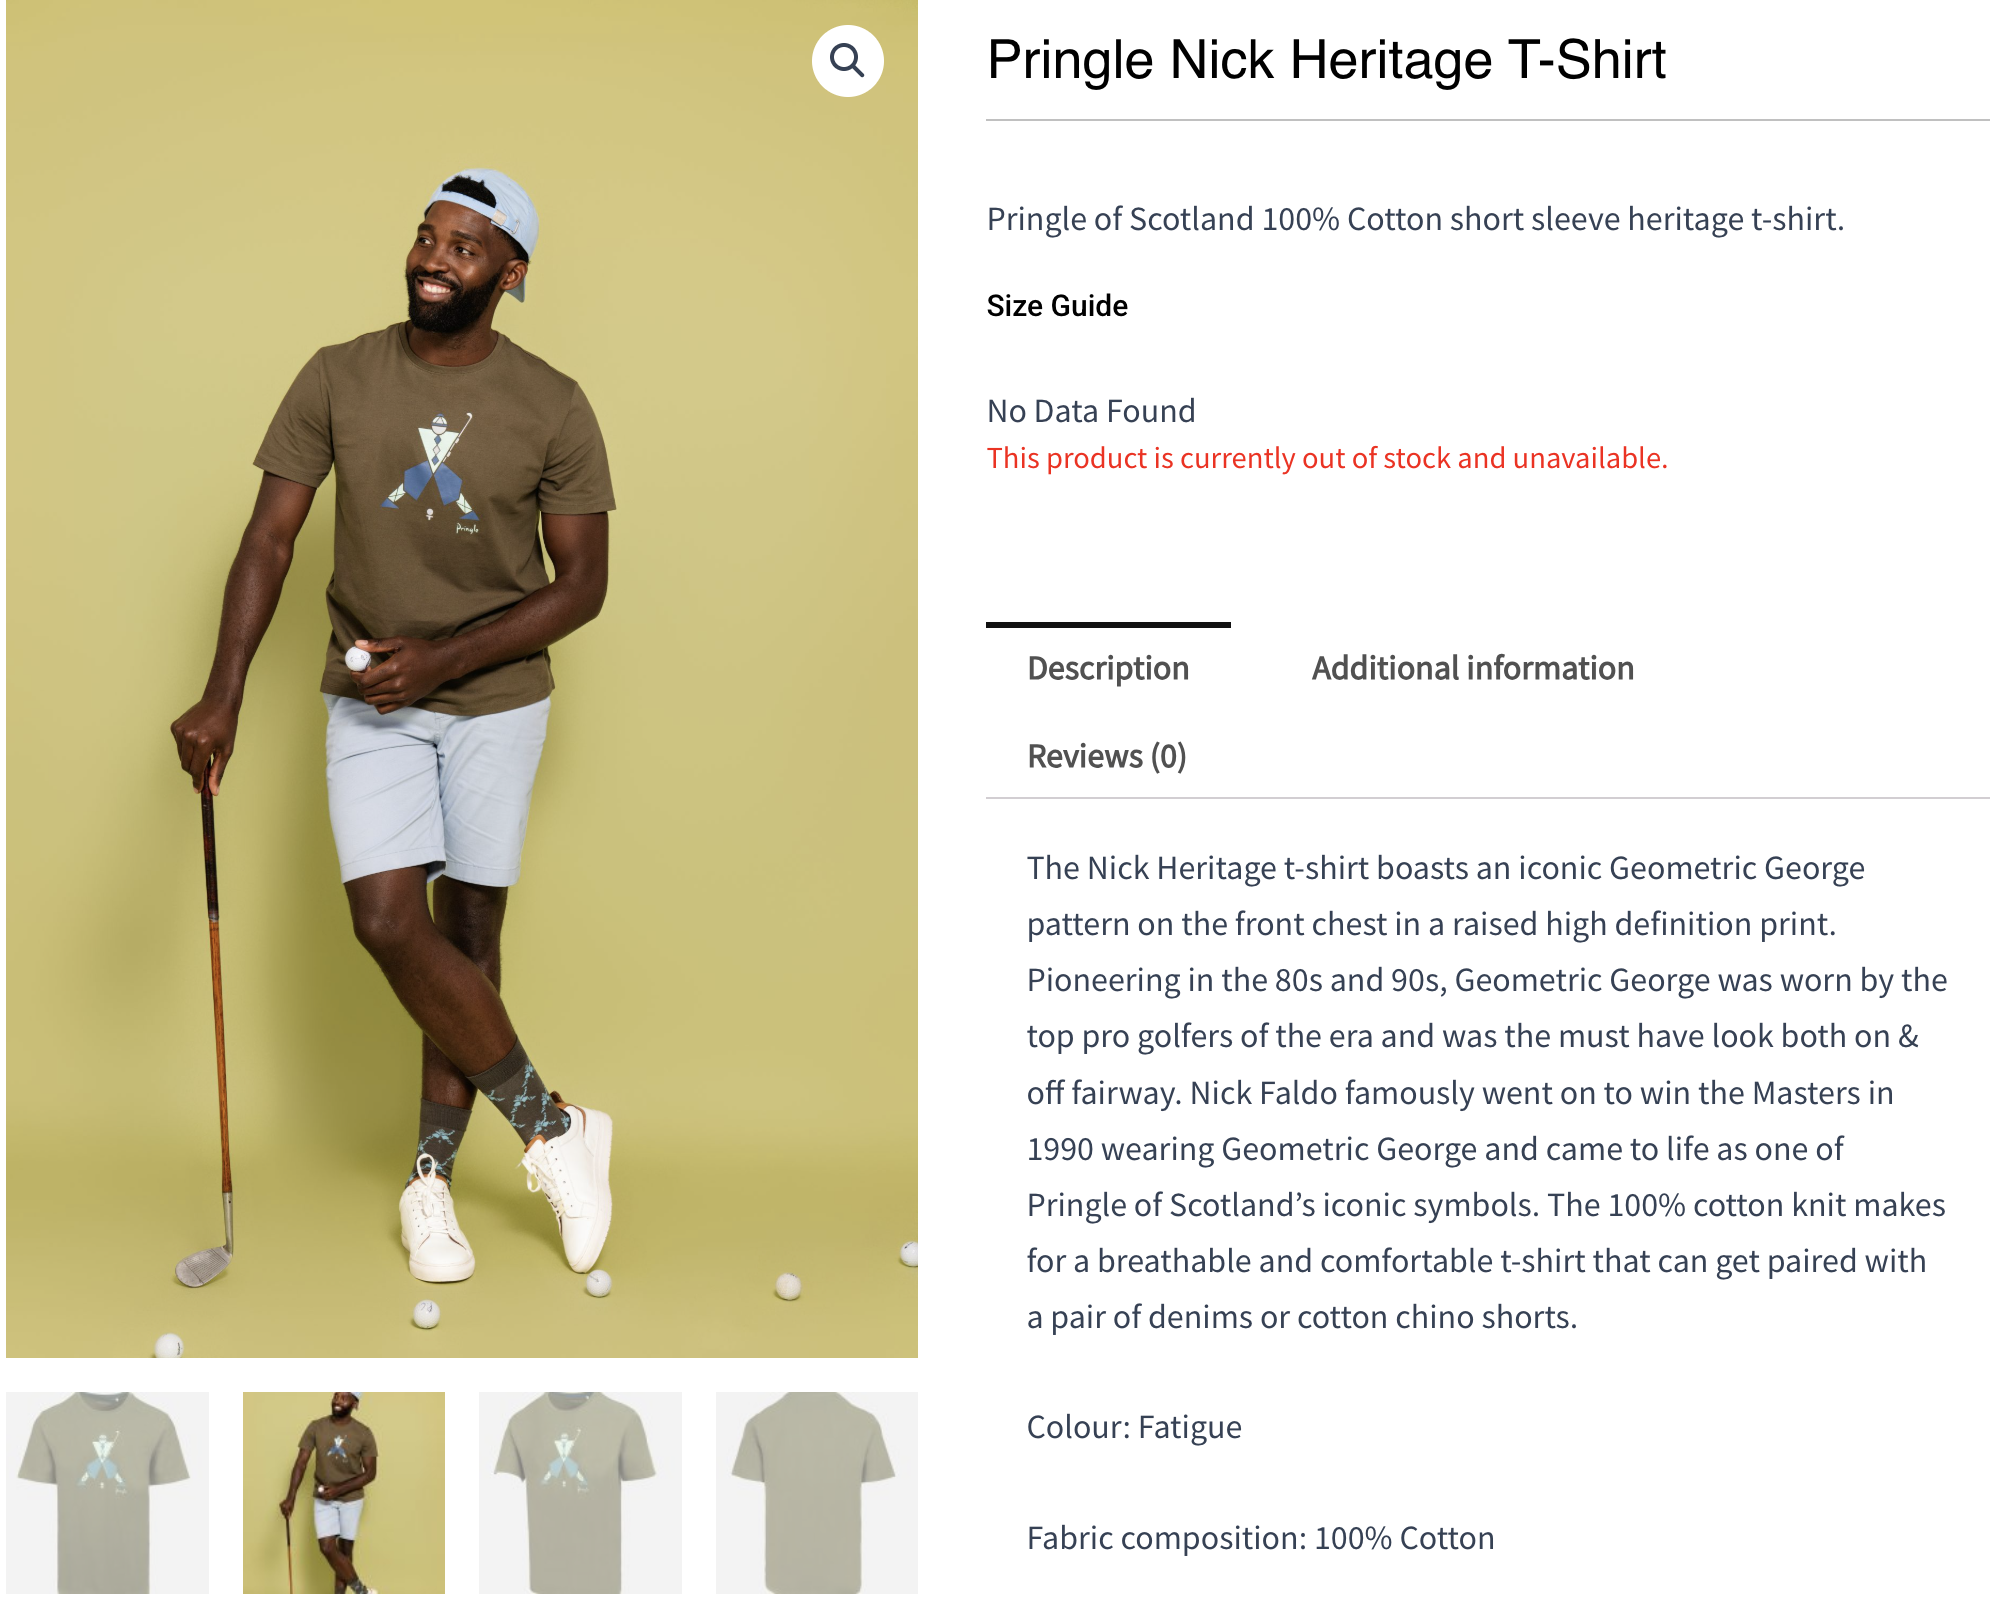 Pringle Nick Heritage T-Shirt
Pringle of Scotland 100% Cotton short sleeve heritage t-shirt.
Size Guide
No Data Found
This product is currently out of stock and unavailable.
Description
Additional information
Reviews (0)
The Nick Heritage t-shirt boasts an iconic Geometric George
pattern on the front chest in a raised high definition print.
Pioneering in the 80s and 90s, Geometric George was worn by the
top pro golfers of the era and was the must have look both on &
off fairway. Nick Faldo famously went on to win the Masters in
1990 wearing Geometric George and came to life as one of
Pringle of Scotland’s iconic symbols. The 100% cotton knit makes
for a breathable and comfortable t-shirt that can get paired with
a pair of denims or cotton chino shorts.
Colour: Fatigue
Fabric composition: 100% Cotton
Pringle